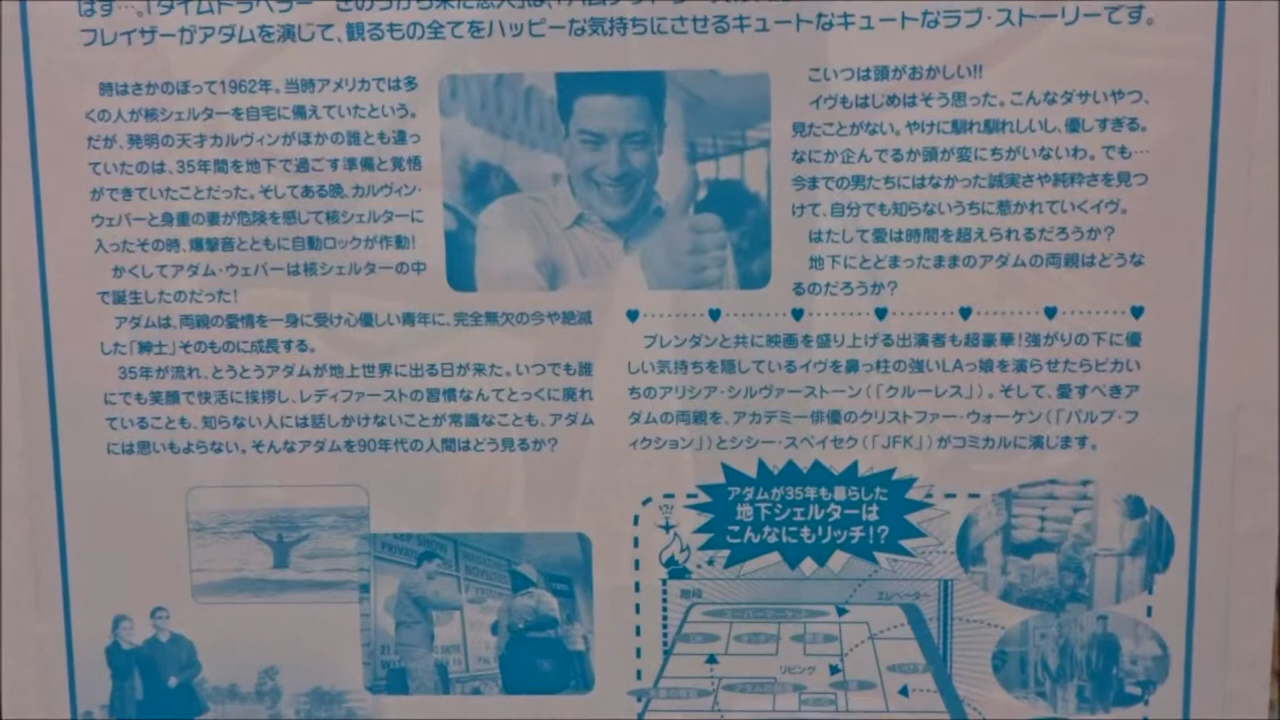 はず…。「タイムトラベラー きのうから来た恋人」は、
フレイザーがアダムを演じて、観るもの全てをハッピーな気持ちにさせるキュートなキュートなラブ・ストーリーです。
時はさかのぼって1962年。当時アメリカでは多
くの人が核シェルターを自宅に備えていたという。
だが、発明の天才カルヴィンがほかの誰とも違っ
ていたのは、35年間を地下で過ごす準備と覚悟
ができていたことだった。そしてある晩、カルヴィン・
ウェバーと身重の妻が危険を感じて核シェルターに
入ったその時、爆撃音とともに自動ロックが作動!
かくしてアダム・ウェバーは核シェルターの中
で誕生したのだった!
アダムは、両親の愛情を一身に受け心優しい青年に、完全無欠の今や絶滅
した「紳士」そのものに成長する。
35年が流れ、とうとうアダムが地上世界に出る日が来た。いつでも誰
にでも笑顔で快活に挨拶し、レディファーストの習慣なんてとっくに廃れ
ていることも、知らない人には話しかけないことが常識なことも、アダム
には思いもよらない。そんなアダムを90年代の人間はどう見るか?
こいつは頭がおかしい!!
イヴもはじめはそう思った。こんなダサいやつ、
見たことがない。やけに馴れ馴れしいし、優しすぎる。
なにか企んでるか頭が変にちがいないわ。でも…
今までの男たちにはなかった誠実さや純粋さを見つ
けて、自分でも知らないうちに惹かれていくイヴ。
はたして愛は時間を超えられるだろうか?
地下にとどまったままのアダムの両親はどうな
るのだろうか?
ブレンダンと共に映画を盛り上げる出演者も超豪華!強がりの下に優
しい気持ちを隠しているイヴを鼻っ柱の強いLAっ娘を演らせたらピカい
ちのアリシア・シルヴァーストーン(「クルーレス」)。そして、愛すべきア
ダムの両親を、アカデミー俳優のクリストファー・ウォーケン(「パルプ・フ
ィクション」)とシシー・スペイセク(「JFK」)がコミカルに演じます。
アダムが35年も暮らした
地下シェルターは
こんなにもリッチ!?
階段
エレベーター
スーパーマーケット
リビング